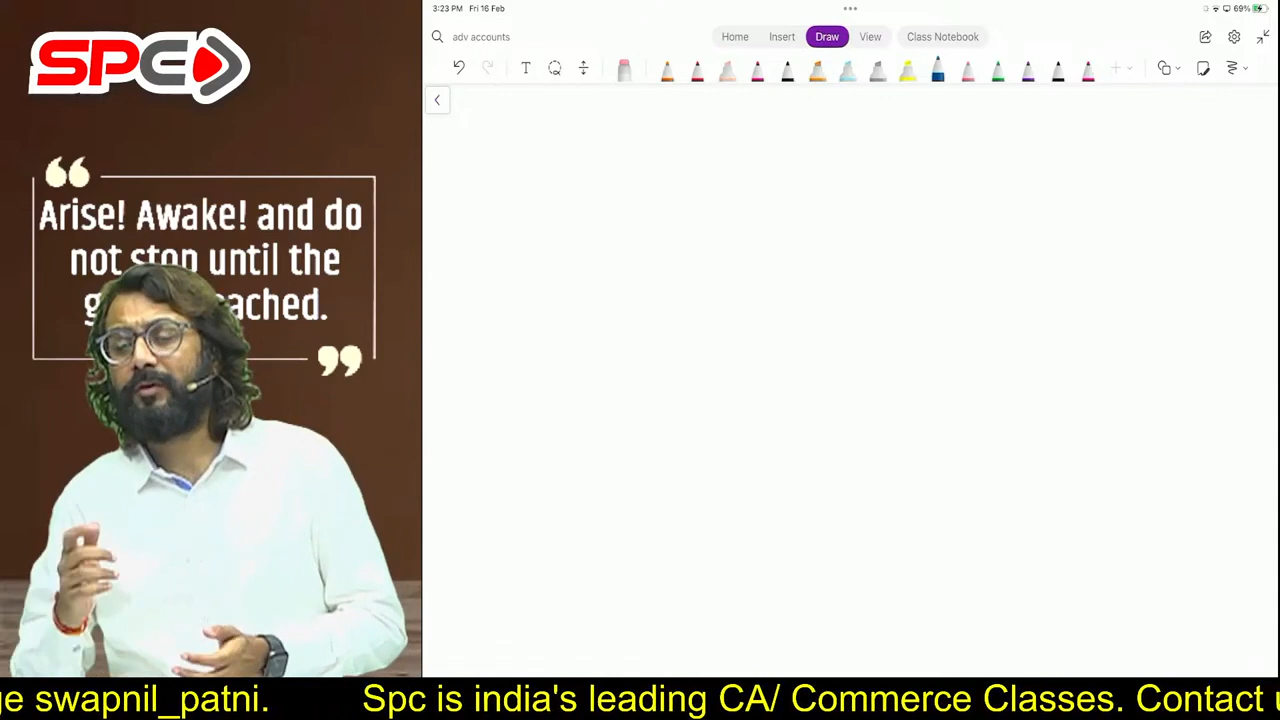 3:23 PM Fri 16 Feb
69%
adv accounts
Home Insert Draw View Class Notebook
SPC
Arise! Awake! and do
not stop until the
ached.
ge swapnil_patni. Spc is india's leading CA/ Commerce Classes. Contact u